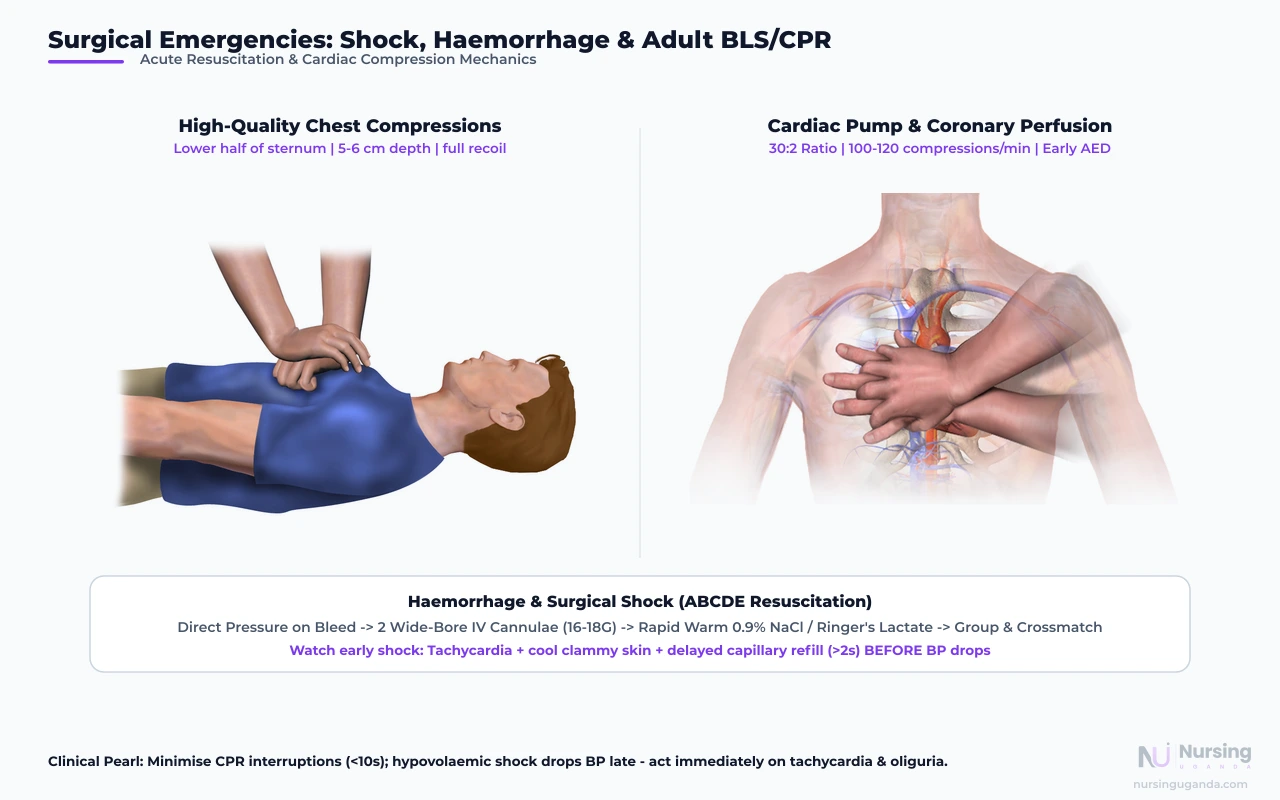 Surgical Emergencies: Shock, Haemorrhage & Adult BLS/CPR
Acute Resuscitation & Cardiac Compression Mechanics
High-Quality Chest Compressions
Lower half of sternum | 5-6 cm depth | full recoil
Cardiac Pump & Coronary Perfusion
30:2 Ratio | 100-120 compressions/min | Early AED
Haemorrhage & Surgical Shock (ABCDE Resuscitation)
Direct Pressure on Bleed -> 2 Wide-Bore IV Cannulae (16-18G) -> Rapid Warm 0.9% NaCl / Ringer's Lactate -> Group & Crossmatch
Watch early shock: Tachycardia + cool clammy skin + delayed capillary refill (>2s) BEFORE BP drops
Clinical Pearl: Minimise CPR interruptions (<10s); hypovolaemic shock drops BP late - act immediately on tachycardia & oliguria.
NU Nursing
UGANDA
nursinguganda.com